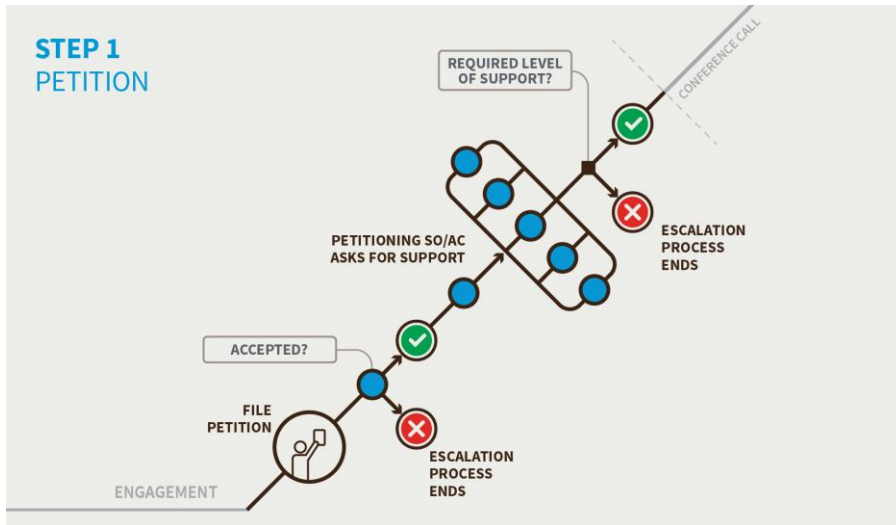 STEP 1
PETITION
REQUIRED LEVEL
OF SUPPORT?
CONFERENCE CALL
PETITIONING SO/AC
ASKS FOR SUPPORT
ESCALATION
PROCESS
ENDS
ACCEPTED?
FILE
PETITION
ESCALATION
PROCESS
ENDS
ENGAGEMENT